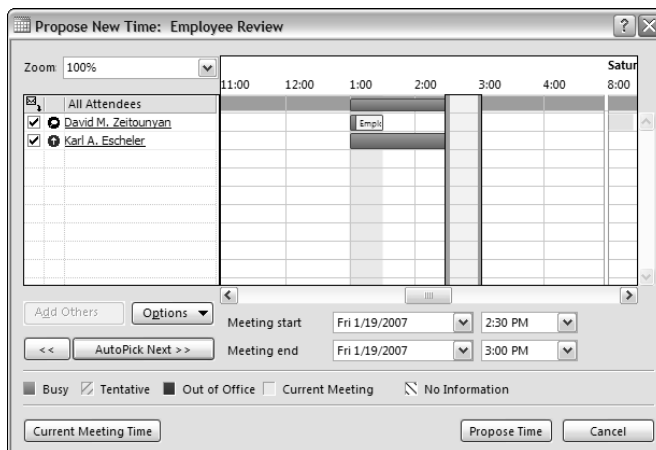 Propose New Time: Employee Review
Zoom: 100%
Satur
11:00 12:00 1:00 2:00 3:00 4:00 8:00
All Attendees
David M. Zeitounyan
Emplo
Karl A. Escheler
Add Others Options
Meeting start Fri 1/19/2007 2:30 PM
<< AutoPick Next >> Meeting end Fri 1/19/2007 3:00 PM
Busy Tentative Out of Office Current Meeting No Information
Current Meeting Time Propose Time Cancel